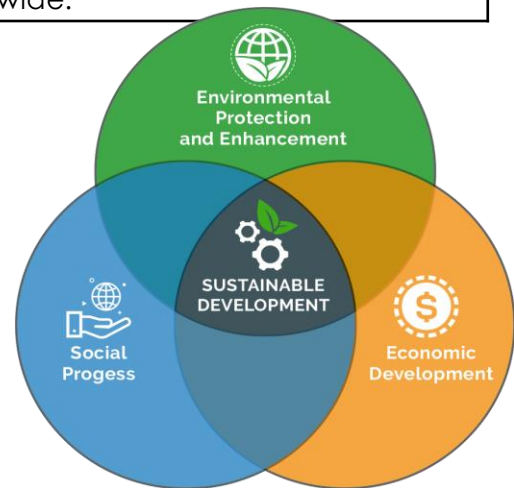 wide.
Environmental
Protection
and Enhancement
SUSTAINABLE
DEVELOPMENT
Social
Progess
Economic
Development
$